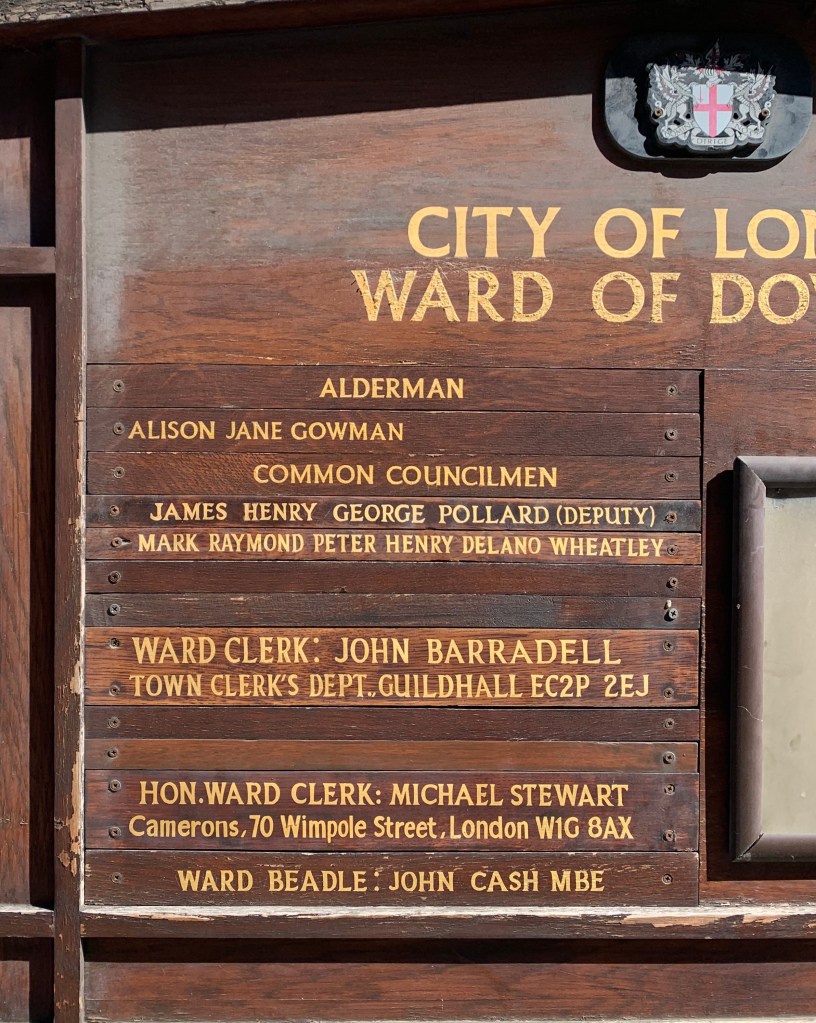 DIRIGE
CITY OF LON
WARD OF DOW
ALDERMAN
ALISON JANE GOWMAN
COMMON COUNCILMEN
JAMES HENRY GEORGE POLLARD (DEPUTY)
MARK RAYMOND PETER HENRY DELANO WHEATLEY
WARD CLERK: JOHN BARRADELL
TOWN CLERK'S DEPT., GUILDHALL EC2P 2EJ
HON. WARD CLERK: MICHAEL STEWART
Camerons, 70 Wimpole Street, London W1G 8AX
WARD BEADLE: JOHN CASH MBE